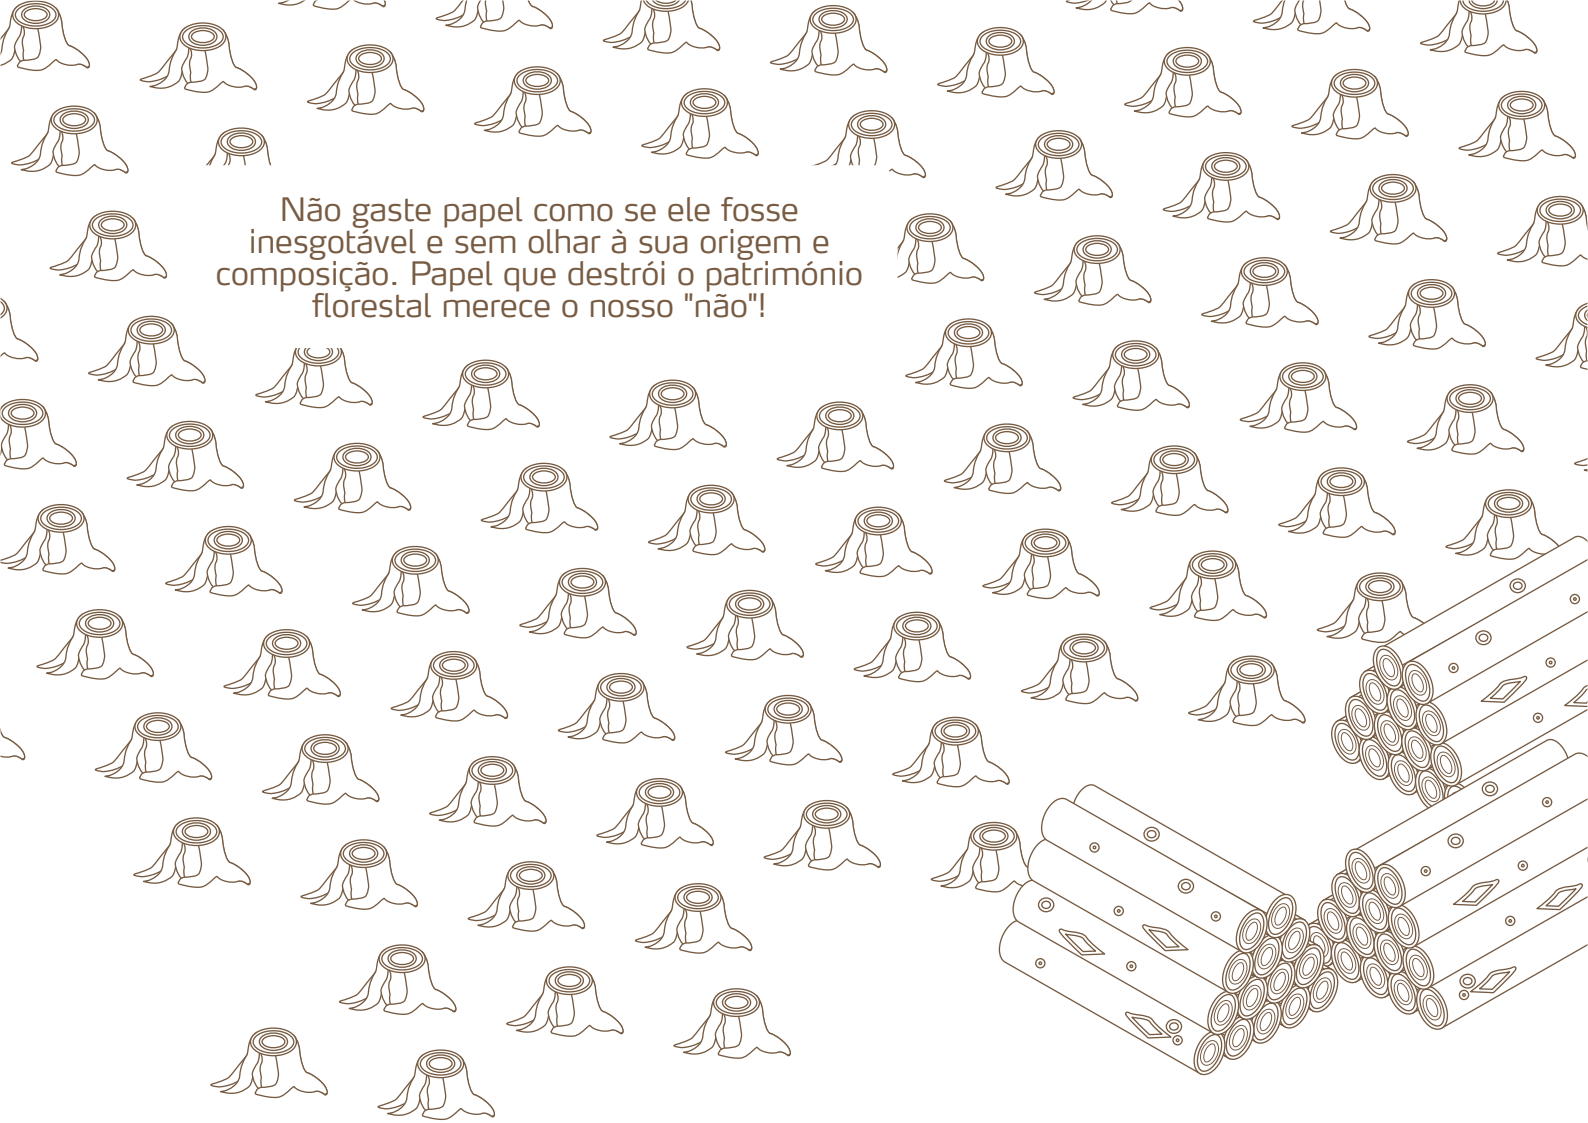 Não gaste papel como se ele fosse
inesgotável e sem olhar à sua origem e
composição. Papel que destrói o património
florestal merece o nosso "não"!